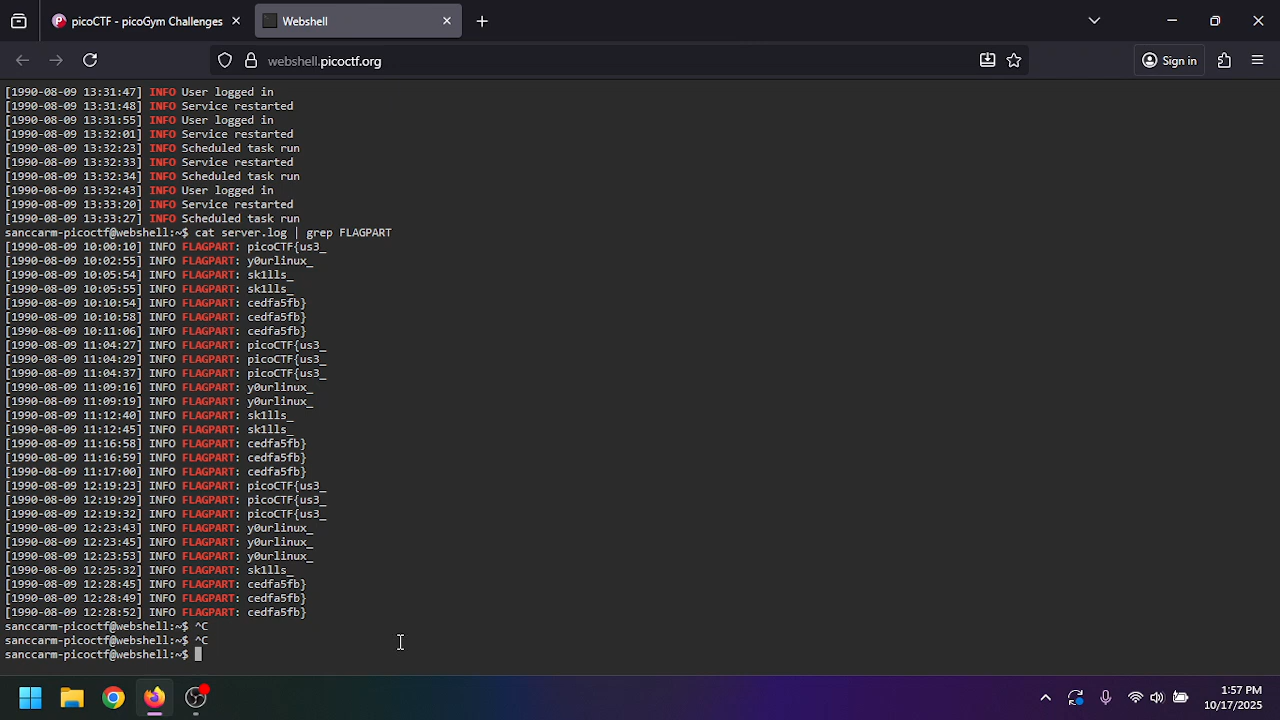 picoCTF - picoGym Challenges
Webshell
webshell.picoctf.org
Sign in
[1990-08-09 13:31:47] INFO User logged in
[1990-08-09 13:31:48] INFO Service restarted
[1990-08-09 13:31:55] INFO User logged in
[1990-08-09 13:32:01] INFO Service restarted
[1990-08-09 13:32:23] INFO Scheduled task run
[1990-08-09 13:32:33] INFO Service restarted
[1990-08-09 13:32:34] INFO Scheduled task run
[1990-08-09 13:32:43] INFO User logged in
[1990-08-09 13:33:20] INFO Service restarted
[1990-08-09 13:33:27] INFO Scheduled task run
sanccarm-picoctf@webshell:~$ cat server.log | grep FLAGPART
[1990-08-09 10:00:10] INFO FLAGPART: picoCTF{us3_
[1990-08-09 10:02:55] INFO FLAGPART: y0urlinux_
[1990-08-09 10:05:54] INFO FLAGPART: sk1lls_
[1990-08-09 10:05:55] INFO FLAGPART: sk1lls_
[1990-08-09 10:10:54] INFO FLAGPART: cedfa5fb}
[1990-08-09 10:10:58] INFO FLAGPART: cedfa5fb}
[1990-08-09 10:11:06] INFO FLAGPART: cedfa5fb}
[1990-08-09 11:04:27] INFO FLAGPART: picoCTF{us3_
[1990-08-09 11:04:29] INFO FLAGPART: picoCTF{us3_
[1990-08-09 11:04:37] INFO FLAGPART: picoCTF{us3_
[1990-08-09 11:09:16] INFO FLAGPART: y0urlinux_
[1990-08-09 11:09:19] INFO FLAGPART: y0urlinux_
[1990-08-09 11:12:40] INFO FLAGPART: sk1lls_
[1990-08-09 11:12:45] INFO FLAGPART: sk1lls_
[1990-08-09 11:16:58] INFO FLAGPART: cedfa5fb}
[1990-08-09 11:16:59] INFO FLAGPART: cedfa5fb}
[1990-08-09 11:17:00] INFO FLAGPART: cedfa5fb}
[1990-08-09 12:19:23] INFO FLAGPART: picoCTF{us3_
[1990-08-09 12:19:29] INFO FLAGPART: picoCTF{us3_
[1990-08-09 12:19:32] INFO FLAGPART: picoCTF{us3_
[1990-08-09 12:23:43] INFO FLAGPART: y0urlinux_
[1990-08-09 12:23:45] INFO FLAGPART: y0urlinux_
[1990-08-09 12:23:53] INFO FLAGPART: y0urlinux_
[1990-08-09 12:25:32] INFO FLAGPART: sk1lls_
[1990-08-09 12:28:45] INFO FLAGPART: cedfa5fb}
[1990-08-09 12:28:49] INFO FLAGPART: cedfa5fb}
[1990-08-09 12:28:52] INFO FLAGPART: cedfa5fb}
sanccarm-picoctf@webshell:~$ ^C
sanccarm-picoctf@webshell:~$ ^C
sanccarm-picoctf@webshell:~$
1:57 PM
10/17/2025